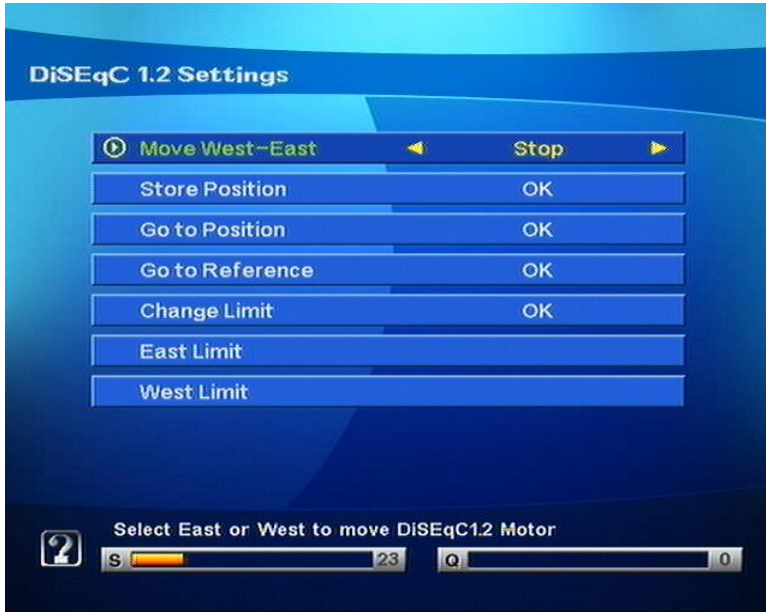 DiSEqC 1.2 Settings
Move West-East Stop
Store Position OK
Go to Position OK
Go to Reference OK
Change Limit OK
East Limit
West Limit
Select East or West to move DiSEqC1.2 Motor
S 23 Q 0